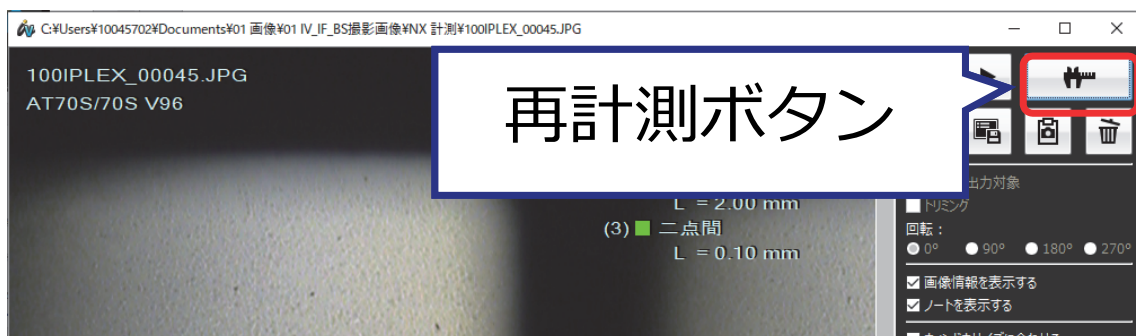 C:¥Users¥10045702¥Documents¥01 画像¥01 IV_IF_BS撮影画像¥NX 計測¥100IPLEX_00045.JPG
100IPLEX_00045.JPG
AT70S/70S V96
再計測ボタン
L = 2.00 mm
(3) 二点間
L = 0.10 mm
出力対象
トリミング
回転：
0° 90° 180° 270°
画像情報を表示する
ノートを表示する